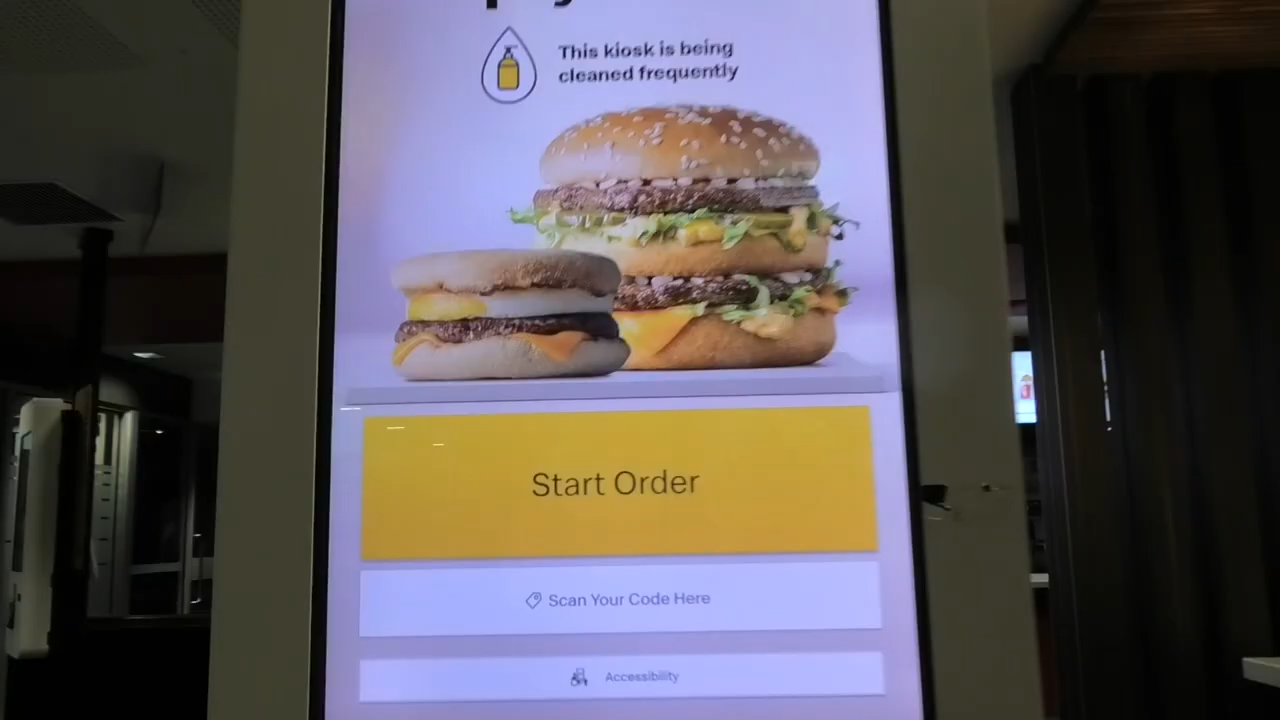 This kiosk is being
cleaned frequently
Start Order
Scan Your Code Here
Accessibility